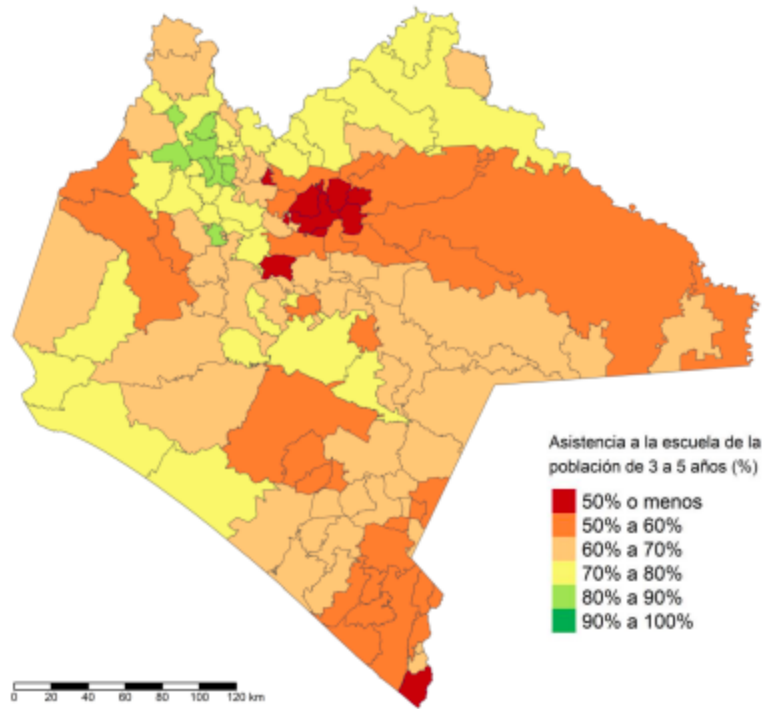 Asistencia a la escuela de la
población de 3 a 5 años (%)
50% o menos
50% a 60%
60% a 70%
70% a 80%
80% a 90%
90% a 100%
0 20 40 60 80 100 120 km